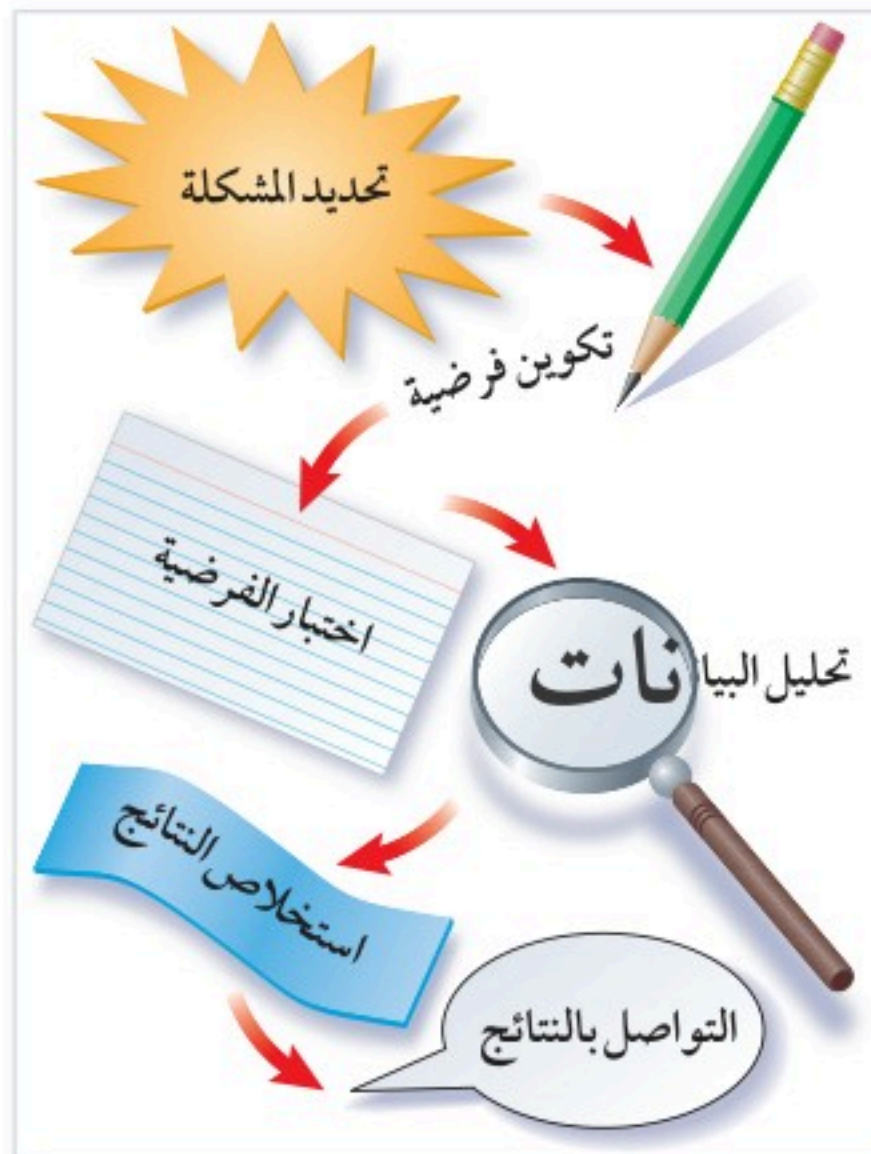 تحديد المشكلة
تكوين فرضية
اختبار الفرضية
تحليل البيانات
استخلاص النتائج
التواصل بالنتائج